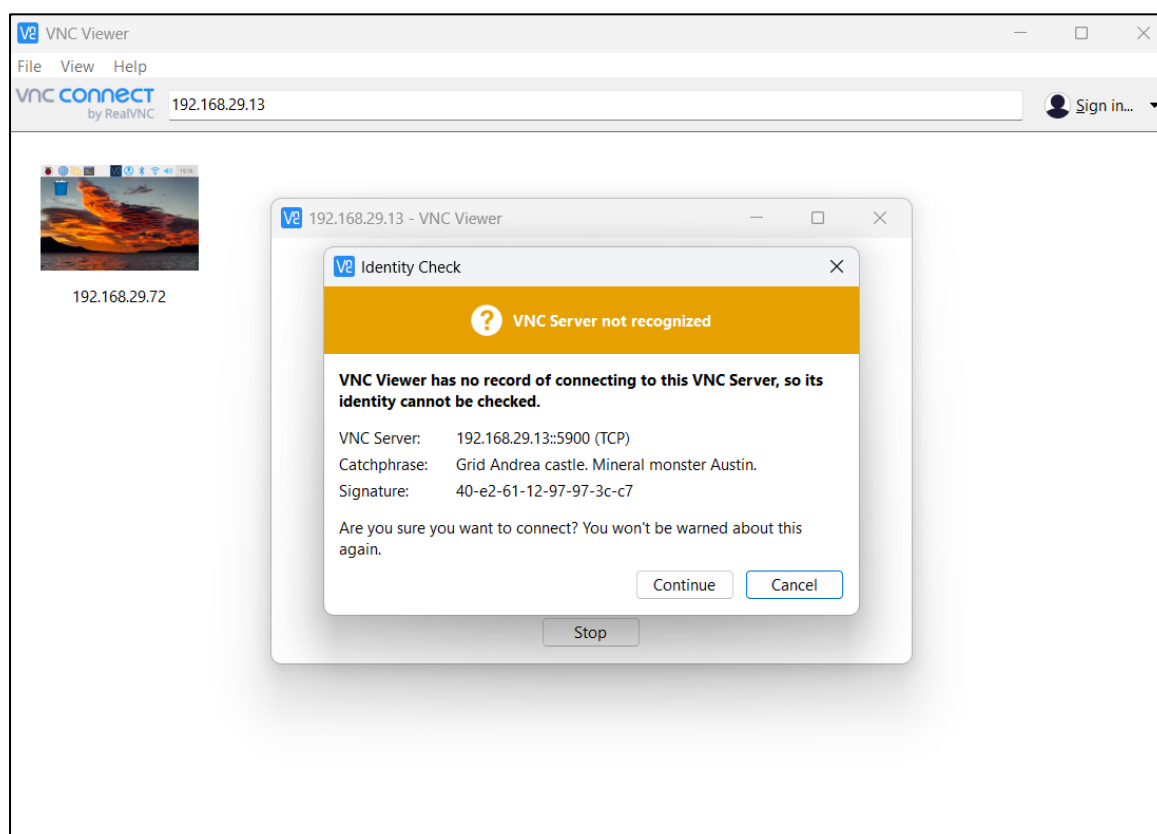 VNC Viewer
File View Help
vnc connect
by RealVNC
192.168.29.13
Sign in...
192.168.29.72
192.168.29.13 - VNC Viewer
Identity Check
VNC Server not recognized
VNC Viewer has no record of connecting to this VNC Server, so its
identity cannot be checked.
VNC Server: 192.168.29.13::5900 (TCP)
Catchphrase: Grid Andrea castle. Mineral monster Austin.
Signature: 40-e2-61-12-97-97-3c-c7
Are you sure you want to connect? You won't be warned about this
again.
Continue Cancel
Stop